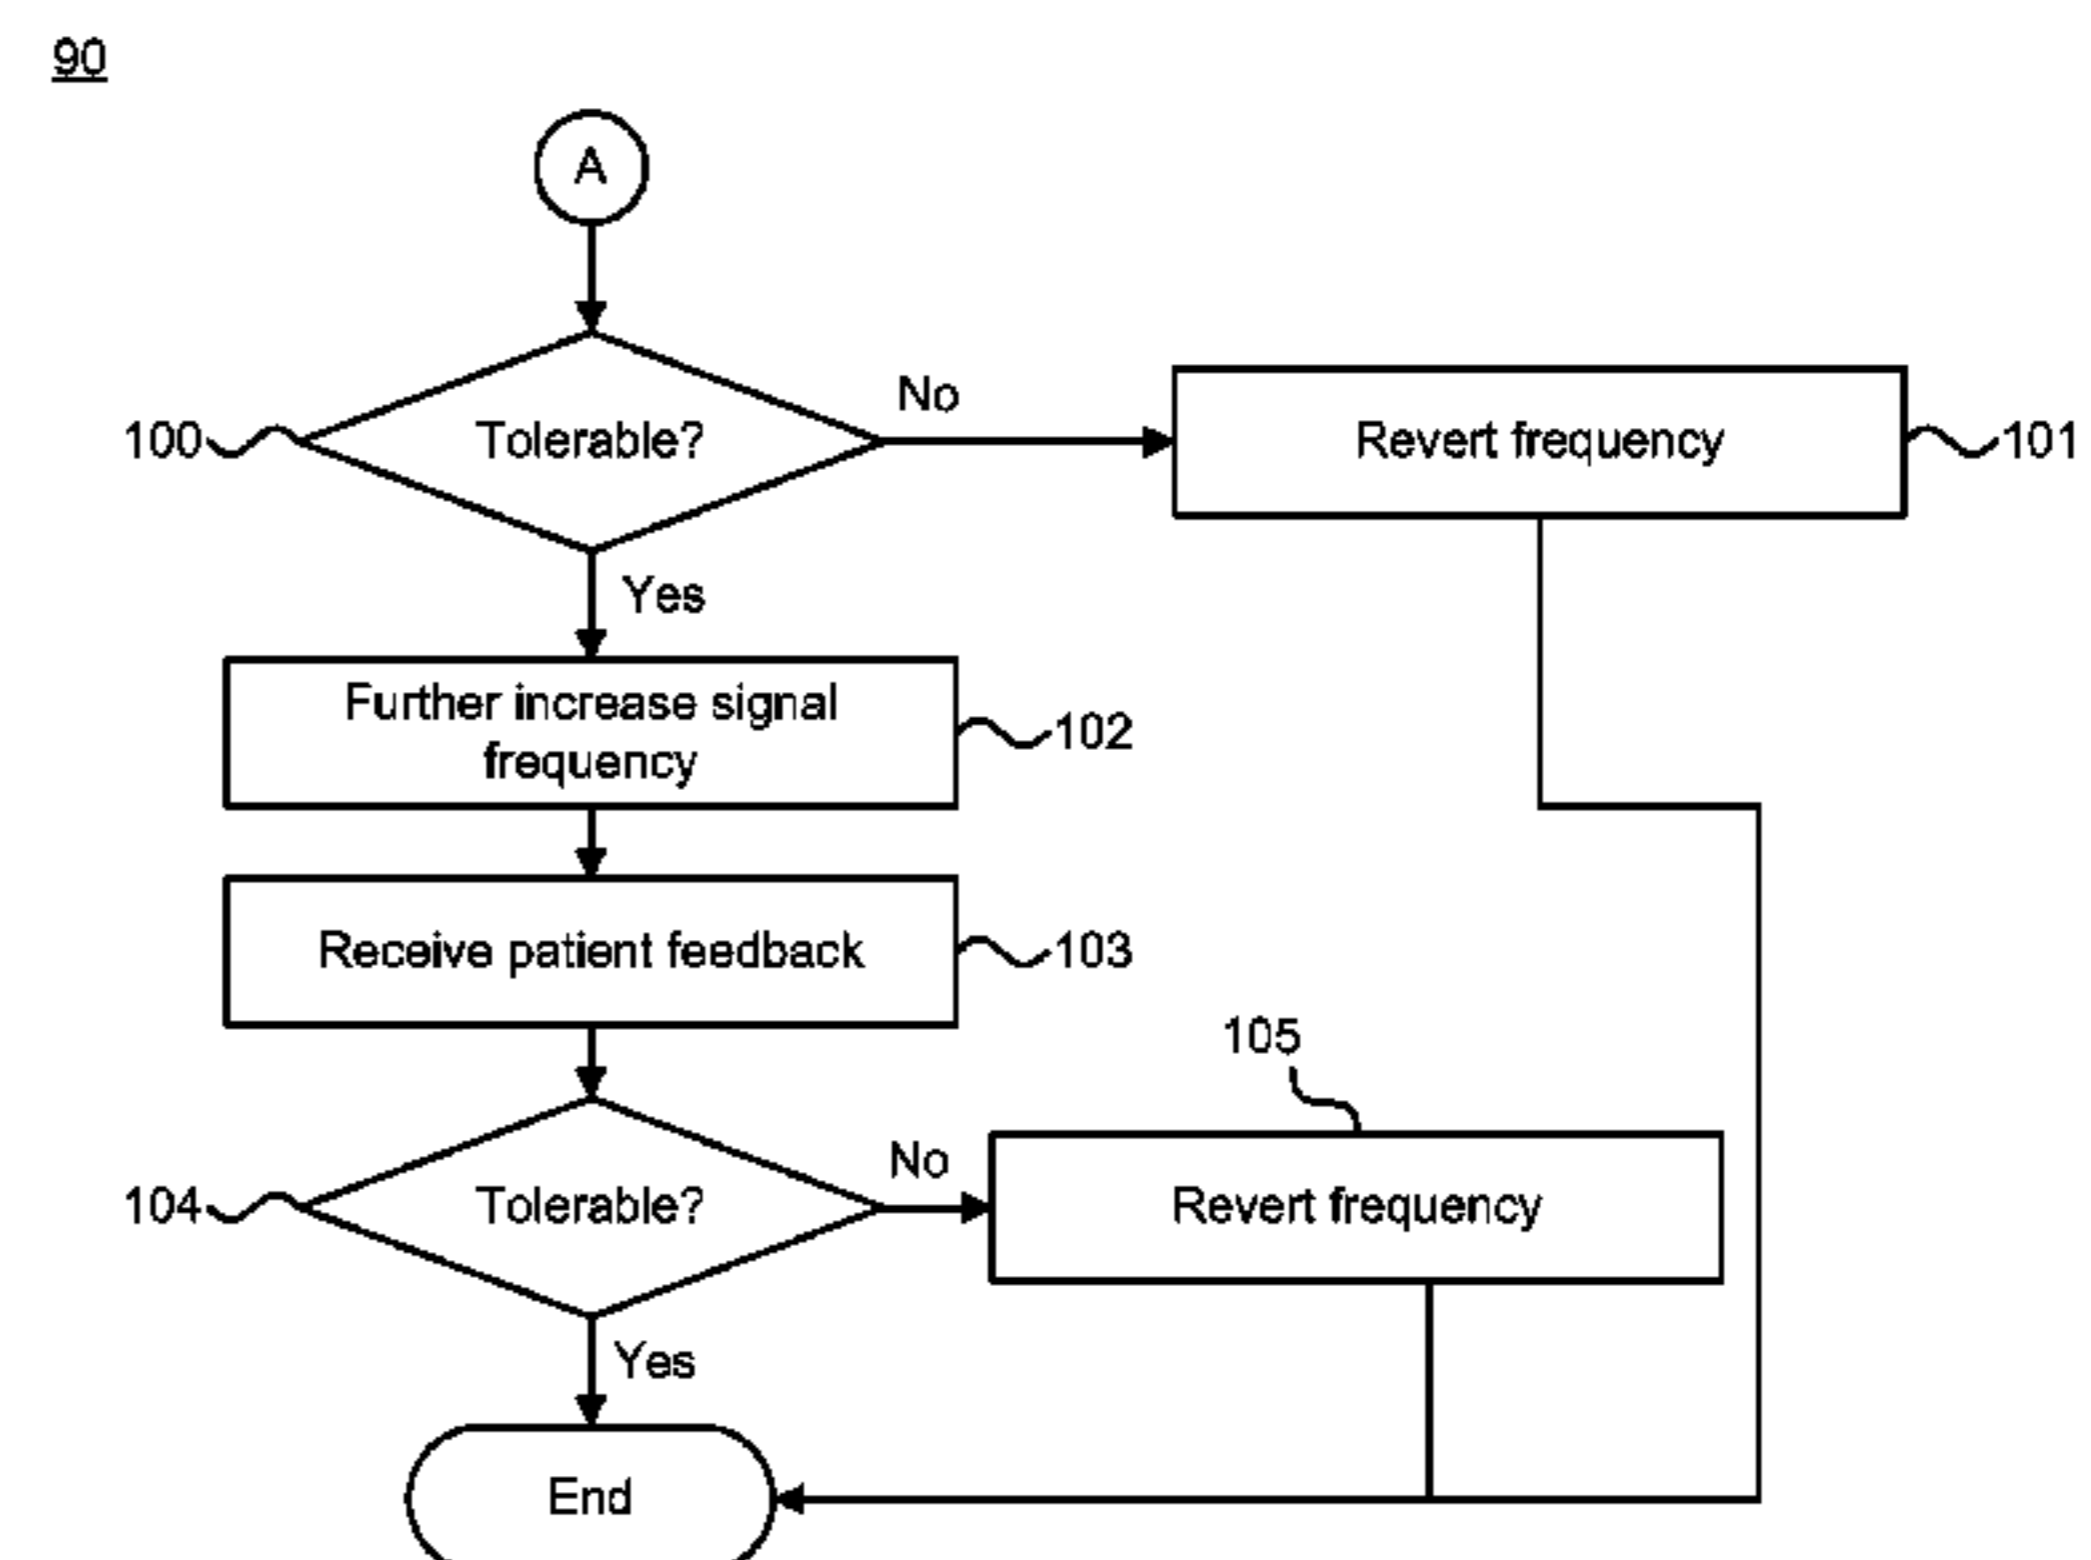 90
A
100
Tolerable?
No
Revert frequency
101
Yes
Further increase signal
frequency
102
Receive patient feedback
103
105
104
Tolerable?
No
Revert frequency
Yes
End